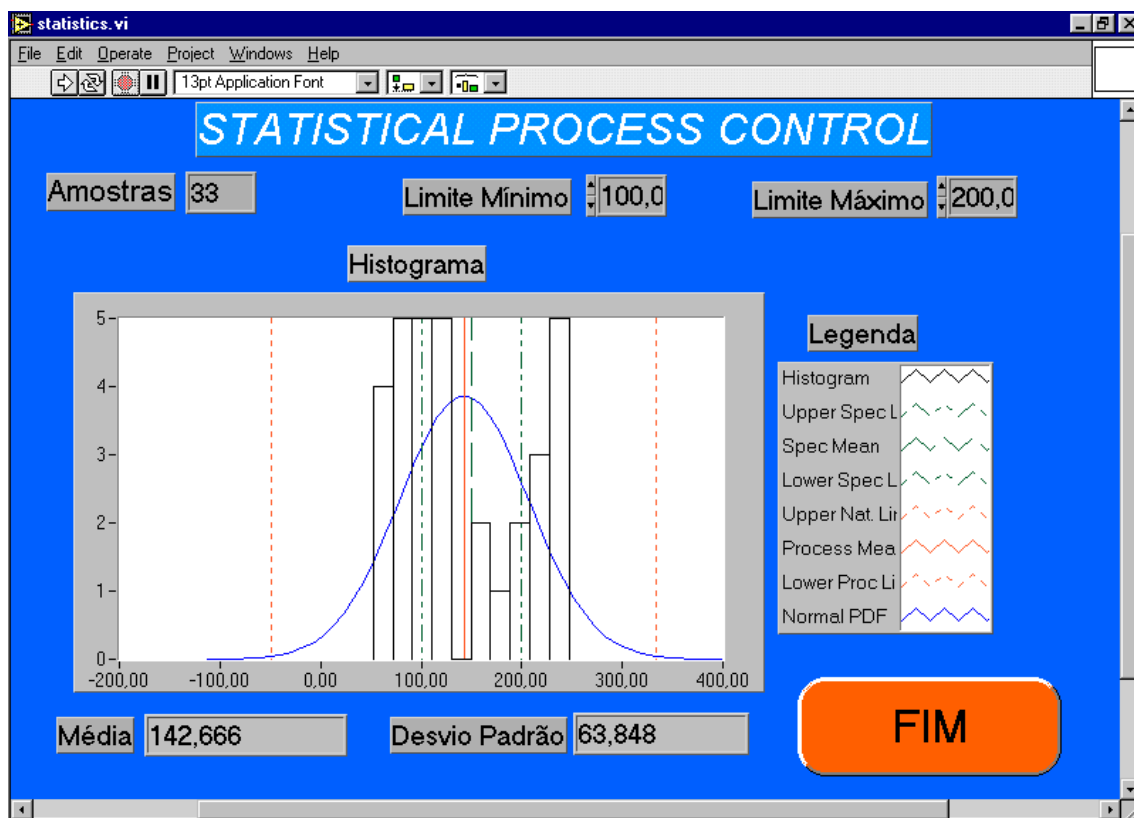 statistics.vi
File Edit Operate Project Windows Help
13pt Application Font
STATISTICAL PROCESS CONTROL
Amostras 33
Limite Mínimo 100,0
Limite Máximo 200,0
Histograma
5
4
3
2
1
0
-200,00 -100,00 0,00 100,00 200,00 300,00 400,00
Legenda
Histogram
Upper Spec L
Spec Mean
Lower Spec L
Upper Nat. Lir
Process Mea
Lower Proc Li
Normal PDF
Média 142,666
Desvio Padrão 63,848
FIM